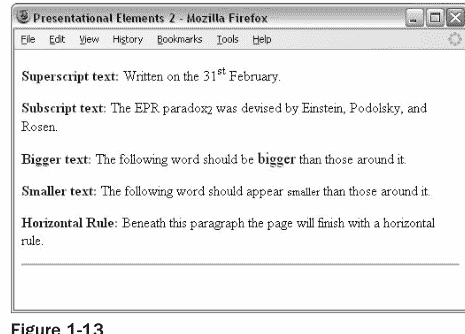 Presentational Elements 2 - Mozilla Firefox
File Edit View History Bookmarks Tools Help
Superscript text: Written on the 31st February.
Subscript text: The EPR paradox2 was devised by Einstein, Podolsky, and
Rosen.
Bigger text: The following word should be bigger than those around it.
Smaller text: The following word should appear smaller than those around it.
Horizontal Rule: Beneath this paragraph the page will finish with a horizontal
rule.
Figure 1-13